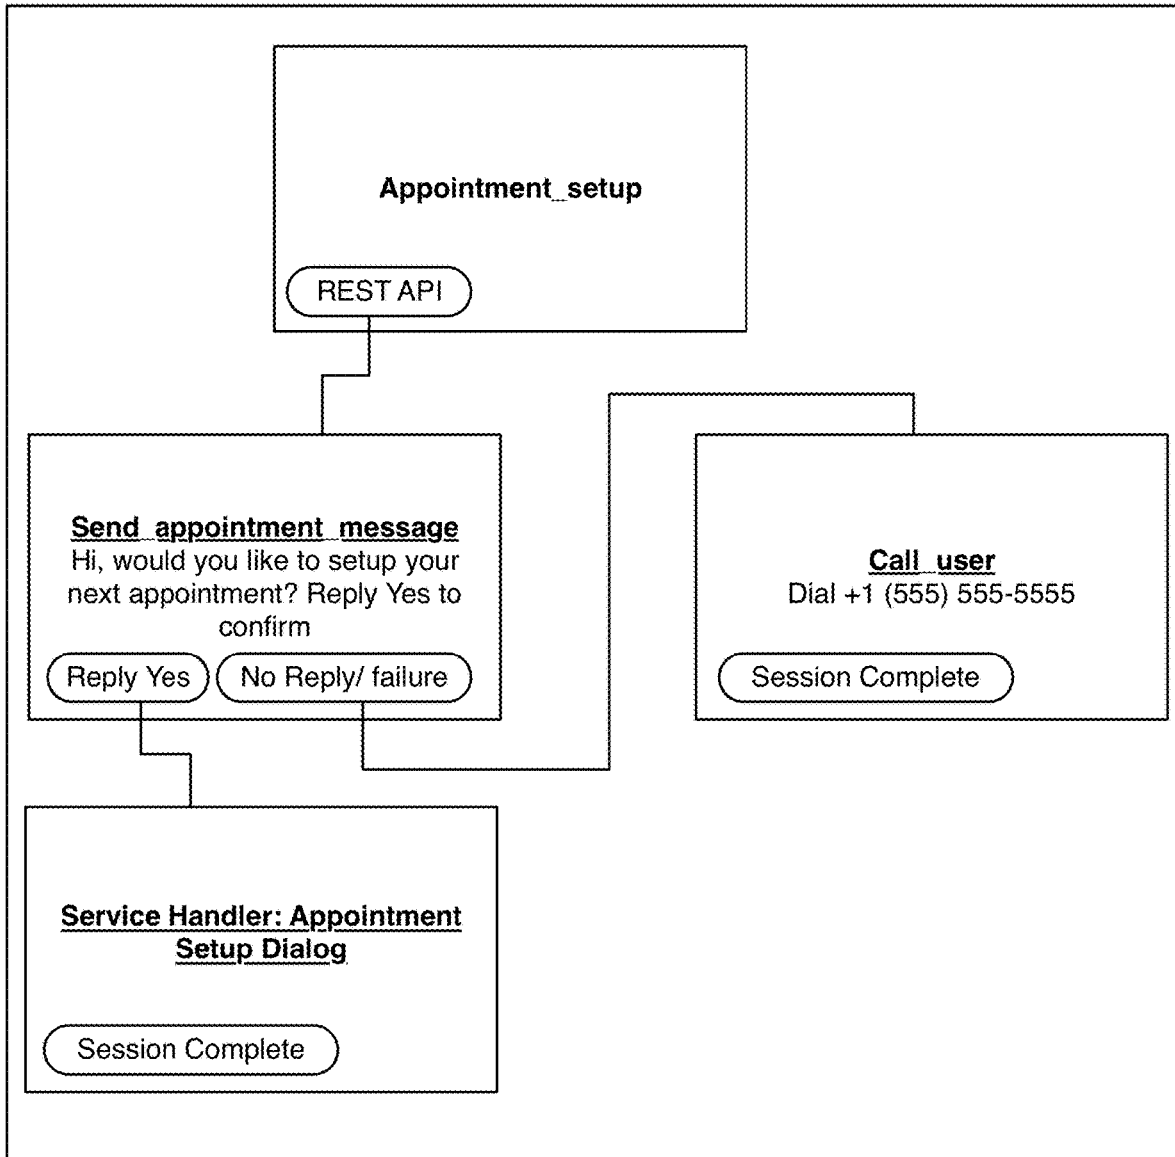 Appointment_setup
REST API
Send_appointment_message
Hi, would you like to setup your
next appointment? Reply Yes to
confirm
Reply Yes
No Reply/ failure
Call_user
Dial +1 (555) 555-5555
Session Complete
Service Handler: Appointment
Setup Dialog
Session Complete